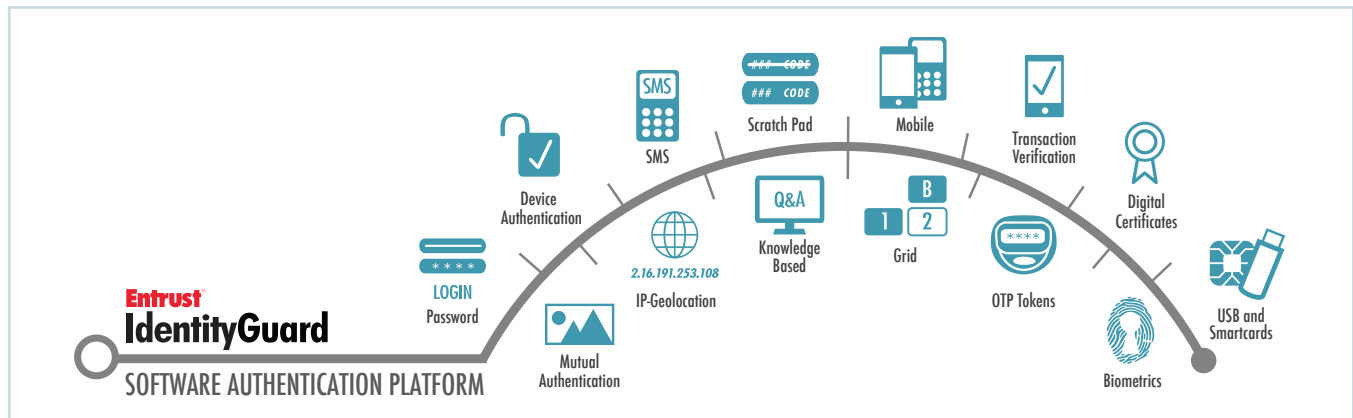 ### CODE
### CODE
SMS
Scratch Pad
Mobile
SMS
Transaction
Verification
Device
Authentication
Q&A
B
1 2
****
Digital
Certificates
Knowledge
Based
Grid
2.16.191.253.108
IP-Geolocation
OTP Tokens
****
LOGIN
Password
USB and
Smartcards
Entrust®
IdentityGuard
SOFTWARE AUTHENTICATION PLATFORM
Mutual
Authentication
Biometrics